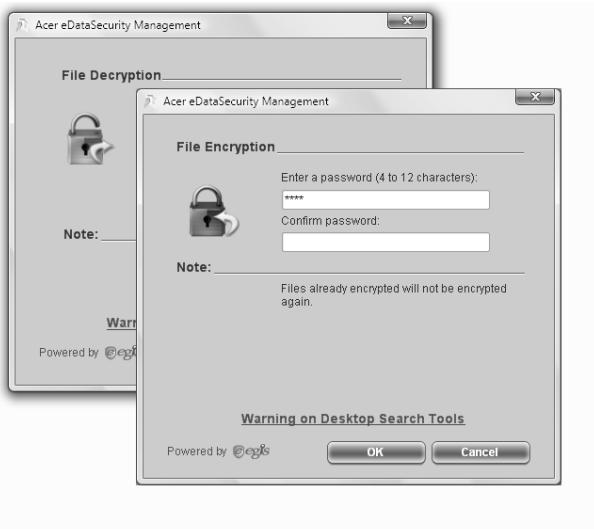 Acer eDataSecurity Management
File Decryption
Note:
Powered by egis
Acer eDataSecurity Management
File Encryption
Enter a password (4 to 12 characters):
****
Confirm password:
Note:
Files already encrypted will not be encrypted
again.
Warning on Desktop Search Tools
Powered by egis
OK
Cancel